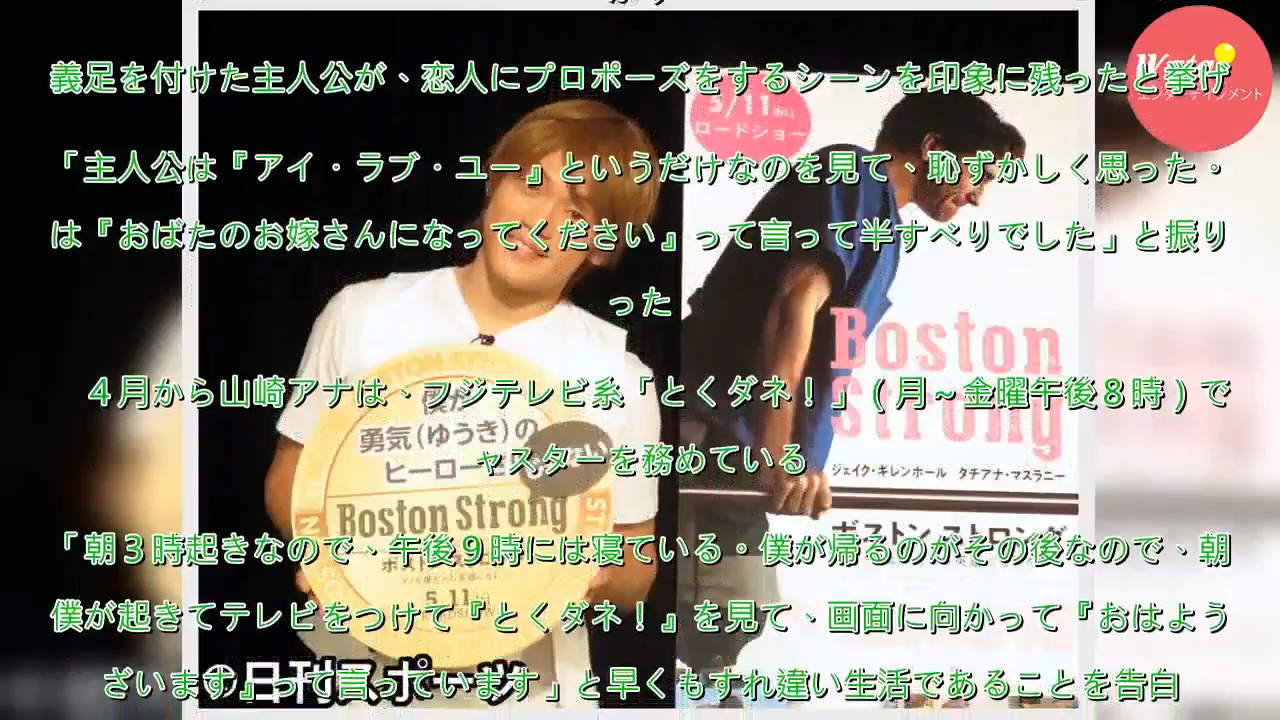 義足を付けた主人公が、恋人にプロポーズをするシーンを印象に残ったと挙げ
「主人公は『アイ・ラブ・ユー』というだけなのを見て、恥ずかしく思った。
は『おばたのお嫁さんになってください』って言って半すべりでした」と振り
った
４月から山崎アナは、フジテレビ系「とくダネ！」(月～金曜午後８時)で
ャスターを務めている
「朝３時起きなので、午後９時には寝ている。僕が帰るのがその後なので、朝
僕が起きてテレビをつけて『とくダネ！』を見て、画面に向かって『おはよう
ざいます』って言っています」と早くもすれ違い生活であることを告白
エンターテインメント
5/11
ロードショー
Boston
Strong
ジェイク・ギレンホール タチアナ・マスラニー
ボストン ストロング
勇気(ゆうき)の
ヒーロー
Boston Strong
5.11
日刊スポーツ